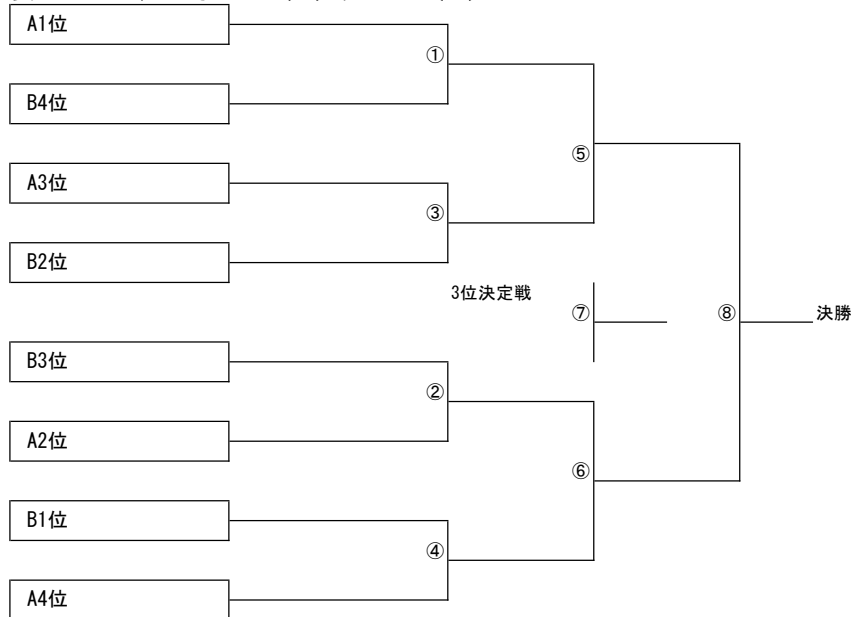 A1位
①
B4位
⑤
A3位
③
B2位
3位決定戦
⑦
⑧
決勝
B3位
②
A2位
⑥
B1位
④
A4位